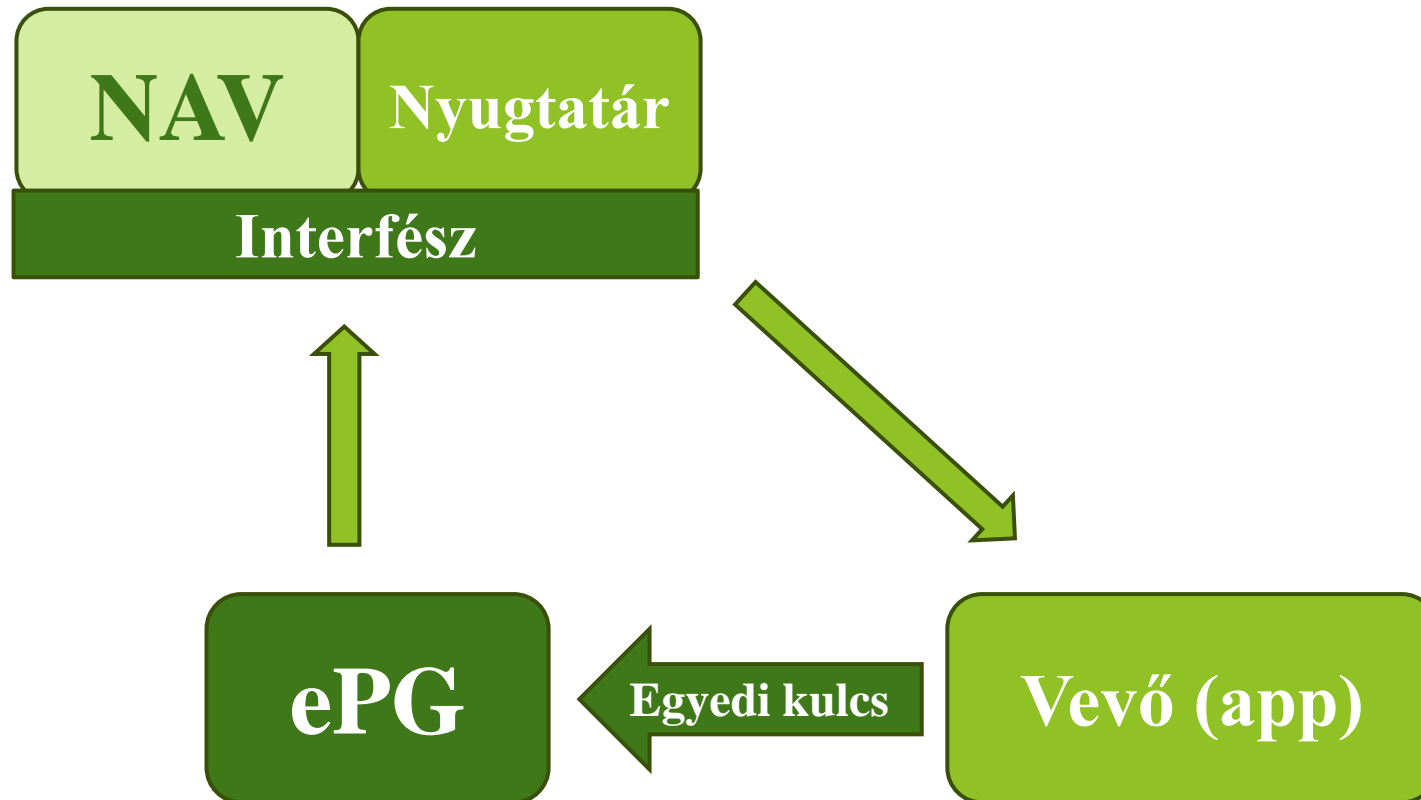 NAV
Nyugtatár
Interfész
ePG
Egyedi kulcs
Vevő (app)